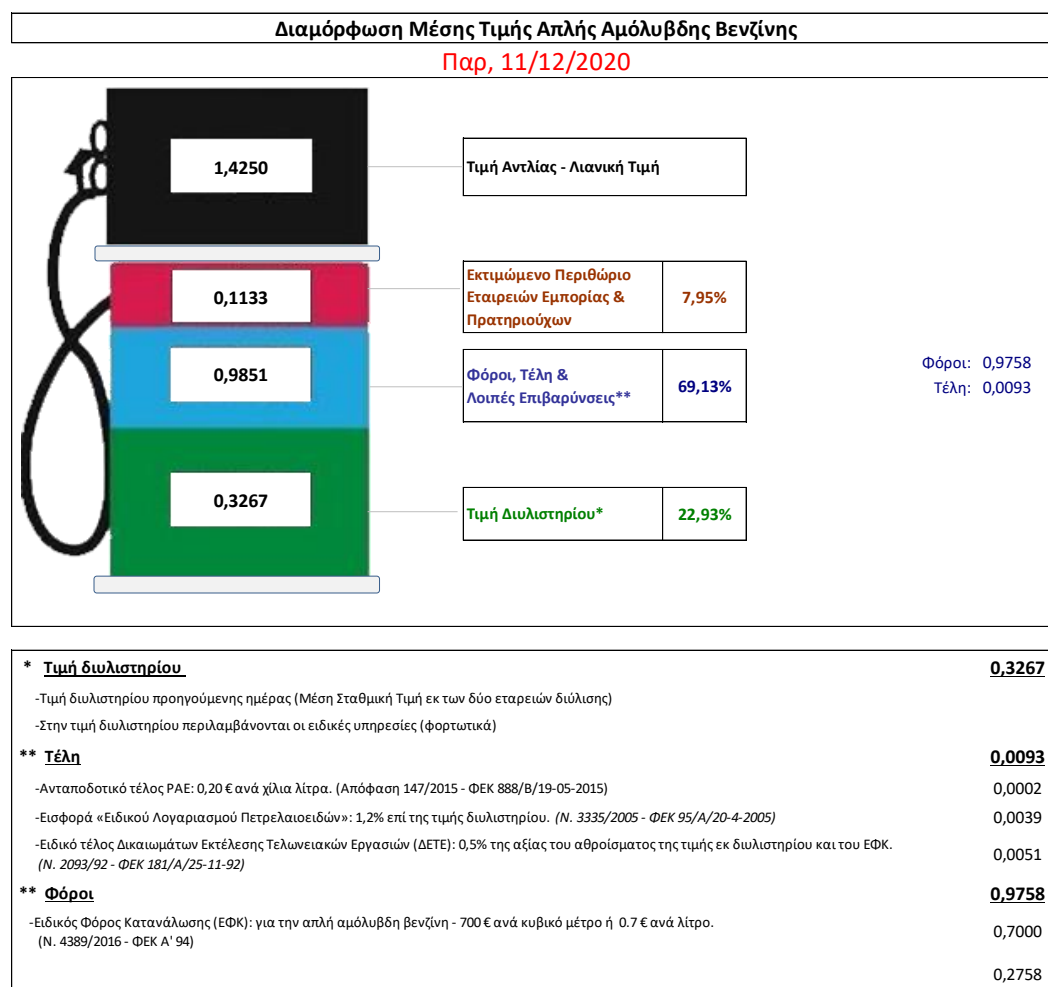 Διαμόρφωση Μέσης Τιμής Απλής Αμόλυβδης Βενζίνης
Παρ, 11/12/2020
1,4250
Τιμή Αντλίας - Λιανική Τιμή
0,1133
Εκτιμώμενο Περιθώριο
Εταιρειών Εμπορίας &
Πρατηριούχων
7,95%
0,9851
Φόροι, Τέλη &
Λοιπές Επιβαρύνσεις**
69,13%
Φόροι: 0,9758
Τέλη: 0,0093
0,3267
Τιμή Διυλιστηρίου*
22,93%
* Τιμή διυλιστηρίου 0,3267
-Τιμή διυλιστηρίου προηγούμενης ημέρας (Μέση Σταθμική Τιμή εκ των δύο εταρειών διύλισης)
-Στην τιμή διυλιστηρίου περιλαμβάνονται οι ειδικές υπηρεσίες (φορτωτικά)
** Τέλη 0,0093
-Ανταποδοτικό τέλος ΡΑΕ: 0,20 € ανά χίλια λίτρα. (Απόφαση 147/2015 - ΦΕΚ 888/Β/19-05-2015) 0,0002
-Εισφορά «Ειδικού Λογαριασμού Πετρελαιοειδών»: 1,2% επί της τιμής διυλιστηρίου. (Ν. 3335/2005 - ΦΕΚ 95/Α/20-4-2005) 0,0039
-Ειδικό τέλος Δικαιωμάτων Εκτέλεσης Τελωνειακών Εργασιών (ΔΕΤΕ): 0,5% της αξίας του αθροίσματος της τιμής εκ διυλιστηρίου και του ΕΦΚ.
(Ν. 2093/92 - ΦΕΚ 181/Α/25-11-92) 0,0051
** Φόροι 0,9758
-Ειδικός Φόρος Κατανάλωσης (ΕΦΚ): για την απλή αμόλυβδη βενζίνη - 700 € ανά κυβικό μέτρο ή 0.7 € ανά λίτρο.
(Ν. 4389/2016 - ΦΕΚ Α' 94) 0,7000
0,2758